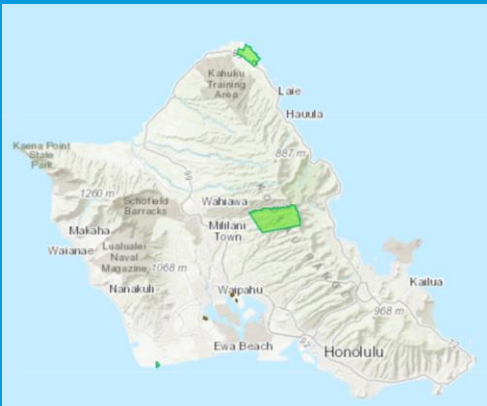 Kahuku
Training
Area
Laie
Hauula
Kaena Point
State
Park
887 m
1260 m
Schofield
Barracks
Wahiawa
Makaha
Mililani
Town
Waianae
Lualualei
Naval
Magazine
1068 m
Nanakuli
Waipahu
Kailua
968 m
Ewa Beach
Honolulu